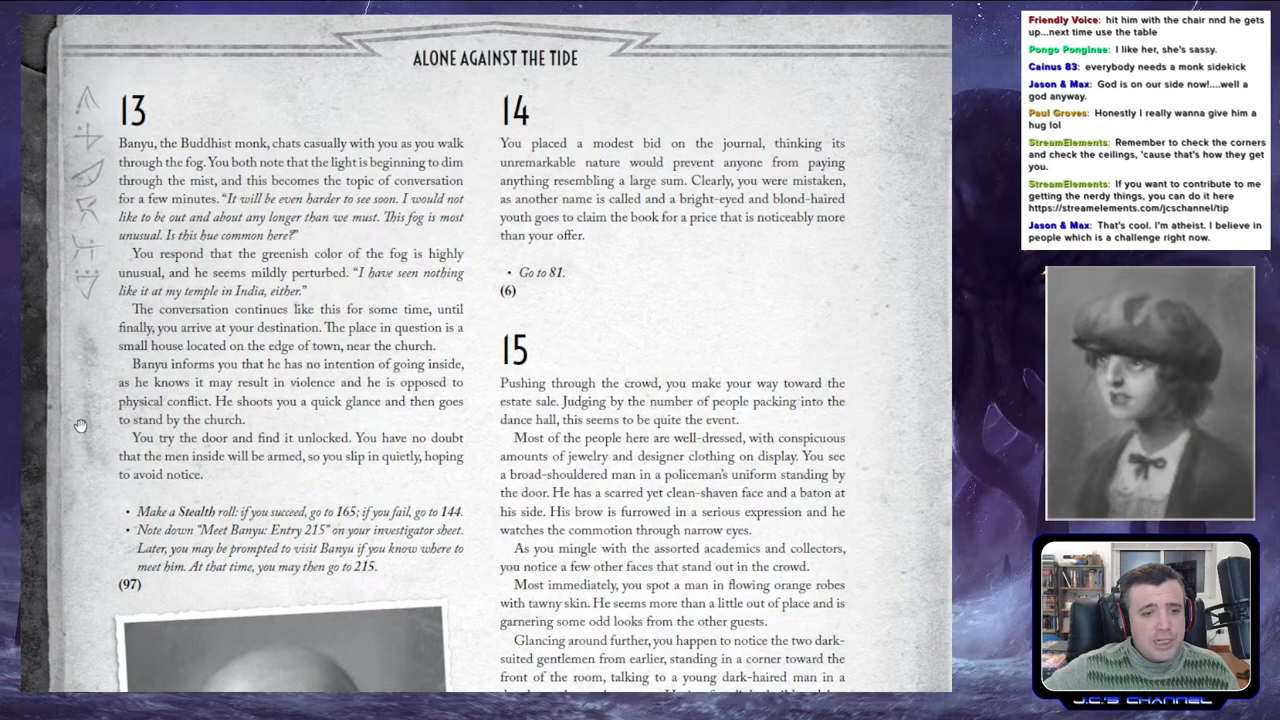 ALONE AGAINST THE TIDE
13
Banyu, the Buddhist monk, chats casually with you as you walk
through the fog. You both note that the light is beginning to dim
through the mist, and this becomes the topic of conversation
for a few minutes. “It will be even harder to see soon. I would not
like to be out and about any longer than we must. This fog is most
unusual. Is this hue common here?”
You respond that the greenish color of the fog is highly
unusual, and he seems mildly perturbed. “I have seen nothing
like it at my temple in India, either.”
The conversation continues like this for some time, until
finally, you arrive at your destination. The place in question is a
small house located on the edge of town, near the church.
Banyu informs you that he has no intention of going inside,
as he knows it may result in violence and he is opposed to
physical conflict. He shoots you a quick glance and then goes
to stand by the church.
You try the door and find it unlocked. You have no doubt
that the men inside will be armed, so you slip in quietly, hoping
to avoid notice.
• Make a Stealth roll: if you succeed, go to 165; if you fail, go to 144.
• Note down “Meet Banyu: Entry 215” on your investigator sheet.
Later, you may be prompted to visit Banyu if you know where to
meet him. At that time, you may then go to 215.
(97)
14
You placed a modest bid on the journal, thinking its
unremarkable nature would prevent anyone from paying
anything resembling a large sum. Clearly, you were mistaken,
as another name is called and a bright-eyed and blond-haired
youth goes to claim the book for a price that is noticeably more
than your offer.
• Go to 81.
(6)
15
Pushing through the crowd, you make your way toward the
estate sale. Judging by the number of people packing into the
dance hall, this seems to be quite the event.
Most of the people here are well-dressed, with conspicuous
amounts of jewelry and designer clothing on display. You see
a broad-shouldered man in a policeman’s uniform standing by
the door. He has a scarred yet clean-shaven face and a baton at
his side. His brow is furrowed in a serious expression and he
watches the commotion through narrow eyes.
As you mingle with the assorted academics and collectors,
you notice a few other faces that stand out in the crowd.
Most immediately, you spot a man in flowing orange robes
with tawny skin. He seems more than a little out of place and is
garnering some odd looks from the other guests.
Glancing around further, you happen to notice the two dark-
suited gentlemen from earlier, standing in a corner toward the
front of the room, talking to a young dark-haired man in a
Friendly Voice: hit him with the chair nnd he gets
up...next time use the table
Pongo Ponginae: I like her, she's sassy.
Cainus 83: everybody needs a monk sidekick
Jason & Max: God is on our side now!....well a
god anyway.
Paul Groves: Honestly I really wanna give him a
hug lol
StreamElements: Remember to check the corners
and check the ceilings, 'cause that's how they get
you.
StreamElements: If you want to contribute to me
getting the nerdy things, you can do it here
https://streamelements.com/jcschannel/tip
Jason & Max: That's cool. I'm atheist. I believe in
people which is a challenge right now.
J.C.'S CHANNEL